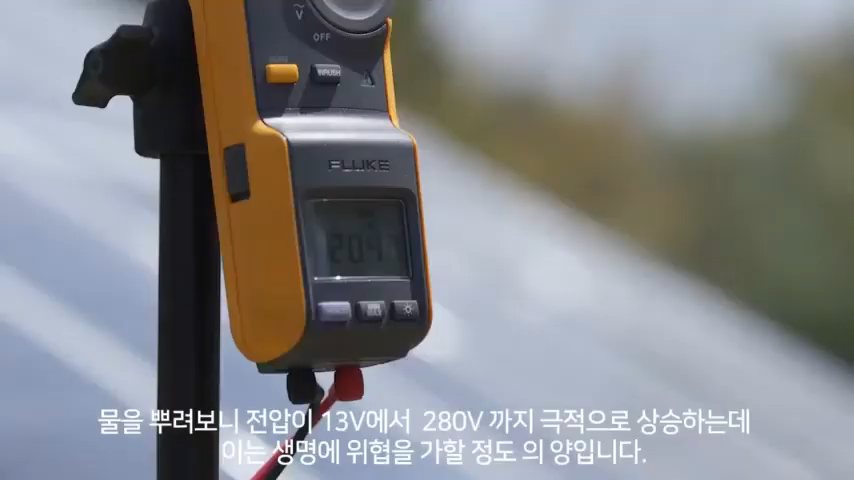 V
OFF
INRUSH
FLUKE
204
물을 뿌려보니 전압이 13V에서 280V 까지 극적으로 상승하는데
이는 생명에 위협을 가할 정도 의 양입니다.